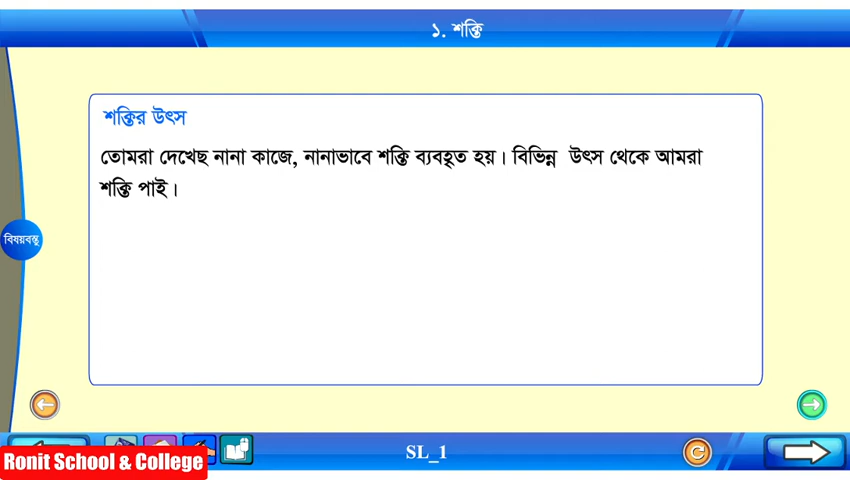 ১. শক্তি
শক্তির উৎস
তোমরা দেখেছ নানা কাজে, নানাভাবে শক্তি ব্যবহৃত হয়। বিভিন্ন উৎস থেকে আমরা
শক্তি পাই।
বিষয়বস্তু
SL_1
Ronit School & College